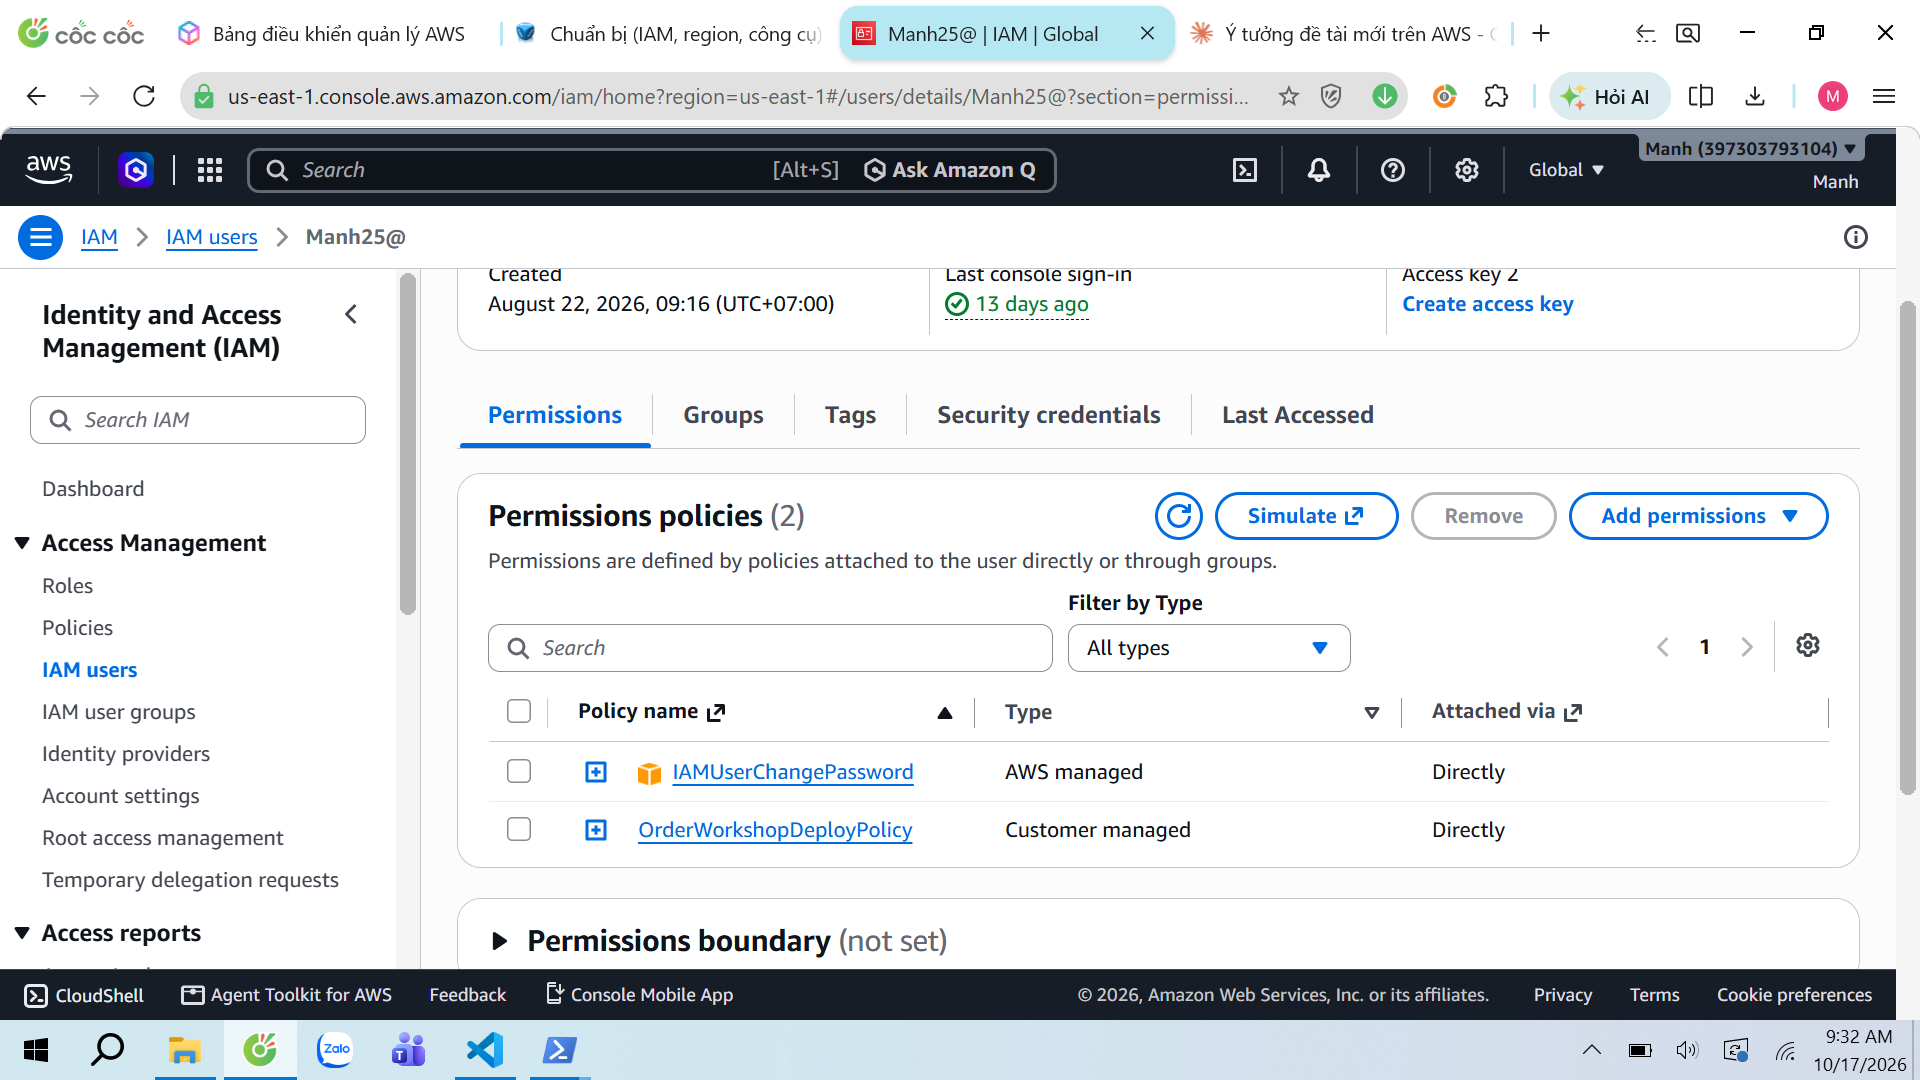 cốc cốc
Bảng điều khiển quản lý AWS
Chuẩn bị (IAM, region, công cụ)
Manh25@ | IAM | Global
Ý tưởng đề tài mới trên AWS -
us-east-1.console.aws.amazon.com/iam/home?region=us-east-1#/users/details/Manh25@?section=permissi...
Hỏi AI
M
aws
Search
[Alt+S]
Ask Amazon Q
Global
Manh (397303793104)
Manh
IAM
IAM users
Manh25@
Identity and Access
Management (IAM)
Search IAM
Dashboard
Access Management
Roles
Policies
IAM users
IAM user groups
Identity providers
Account settings
Root access management
Temporary delegation requests
Access reports
Created
August 22, 2026, 09:16 (UTC+07:00)
Last console sign-in
13 days ago
Access key 2
Create access key
Permissions
Groups
Tags
Security credentials
Last Accessed
Permissions policies (2)
Simulate
Remove
Add permissions
Permissions are defined by policies attached to the user directly or through groups.
Filter by Type
Search
All types
1
Policy name
Type
Attached via
IAMUserChangePassword
AWS managed
Directly
OrderWorkshopDeployPolicy
Customer managed
Directly
Permissions boundary (not set)
CloudShell
Agent Toolkit for AWS
Feedback
Console Mobile App
© 2026, Amazon Web Services, Inc. or its affiliates.
Privacy
Terms
Cookie preferences
Zalo
T
9:32 AM
10/17/2026